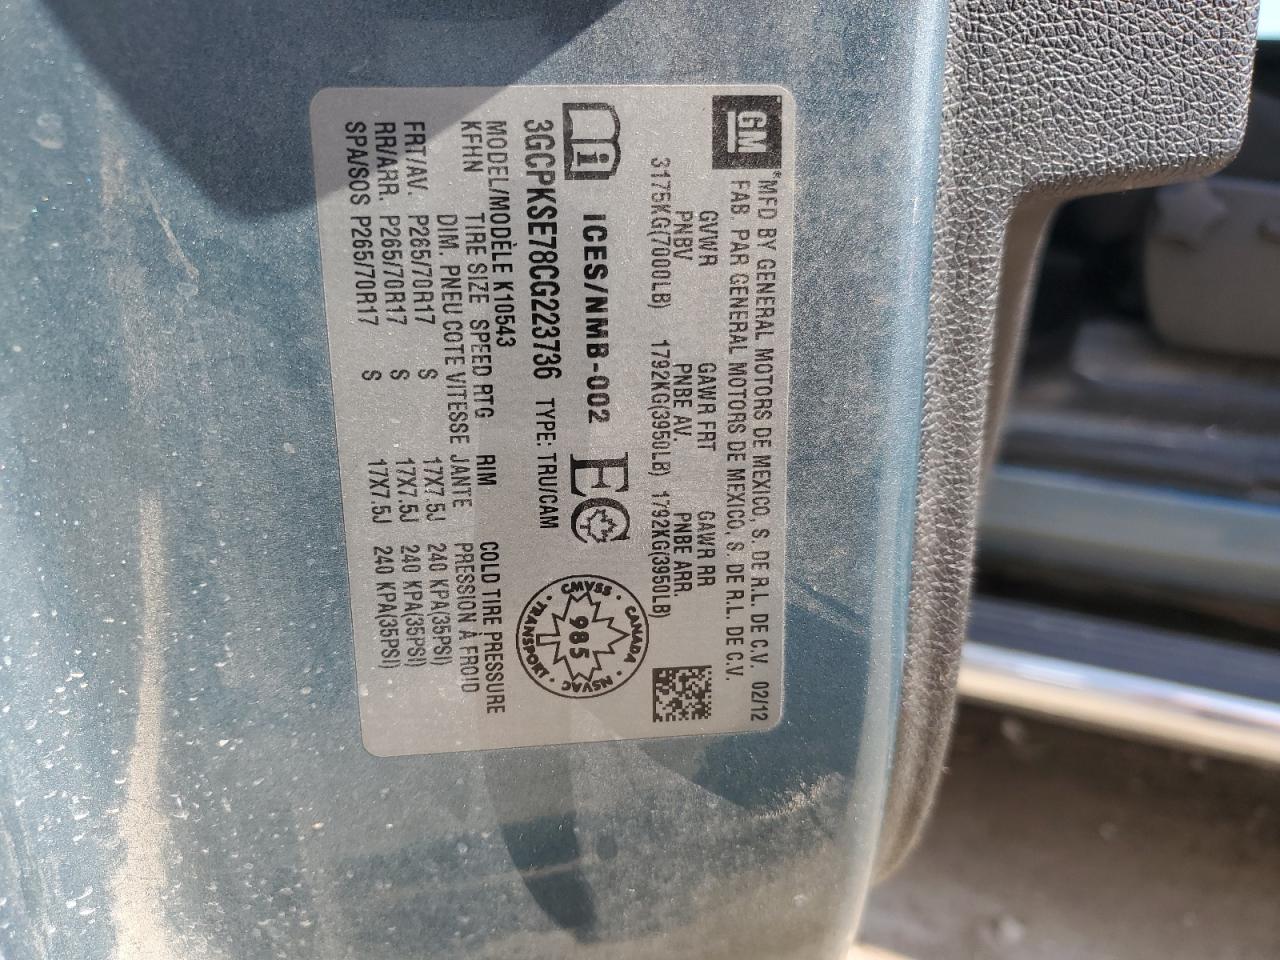 GM
*MFD BY GENERAL MOTORS DE MEXICO, S. DE R.L. DE C.V. 02/12
*FAB. PAR GENERAL MOTORS DE MEXICO, S. DE R.L. DE C.V.
GVWR GAWR FRT GAWR RR
PNBV PNBE AV. PNBE ARR.
3175KG(7000LB) 1792KG(3950LB) 1792KG(3950LB)
i ICES/NMB-002 EC
CMVSS · CANADA · NSVAC · TRANSPORT ·
985
3GCPKSE78CG223736 TYPE: TRU/CAM
MODEL/MODÈLE K10543
KFHN TIRE SIZE SPEED RTG RIM COLD TIRE PRESSURE
DIM. PNEU COTE VITESSE JANTE PRESSION À FROID
FRT/AV. P265/70R17 S 17X7.5J 240 KPA(35PSI)
RR/ARR. P265/70R17 S 17X7.5J 240 KPA(35PSI)
SPA/SOS P265/70R17 S 17X7.5J 240 KPA(35PSI)